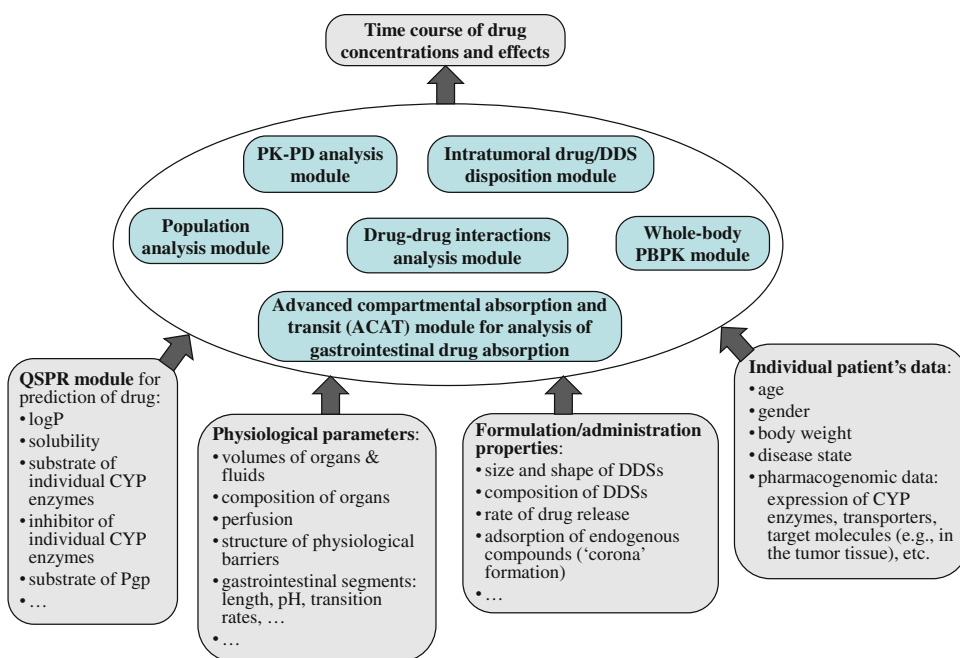 Time course of drug
concentrations and effects
PK-PD analysis
module
Intratumoral drug/DDS
disposition module
Population
analysis module
Drug-drug interactions
analysis module
Whole-body
PBPK module
Advanced compartmental absorption and
transit (ACAT) module for analysis of
gastrointestinal drug absorption
QSPR module for
prediction of drug:
• logP
• solubility
• substrate of
individual CYP
enzymes
• inhibitor of
individual CYP
enzymes
• substrate of Pgp
• …
Physiological parameters:
• volumes of organs &
fluids
• composition of organs
• perfusion
• structure of physiological
barriers
• gastrointestinal segments:
length, pH, transition
rates, …
• …
Formulation/administration
properties:
• size and shape of DDSs
• composition of DDSs
• rate of drug release
• adsorption of endogenous
compounds (‘corona’
formation)
• …
Individual patient’s data:
• age
• gender
• body weight
• disease state
• pharmacogenomic data:
expression of CYP
enzymes, transporters,
target molecules (e.g., in
the tumor tissue), etc.